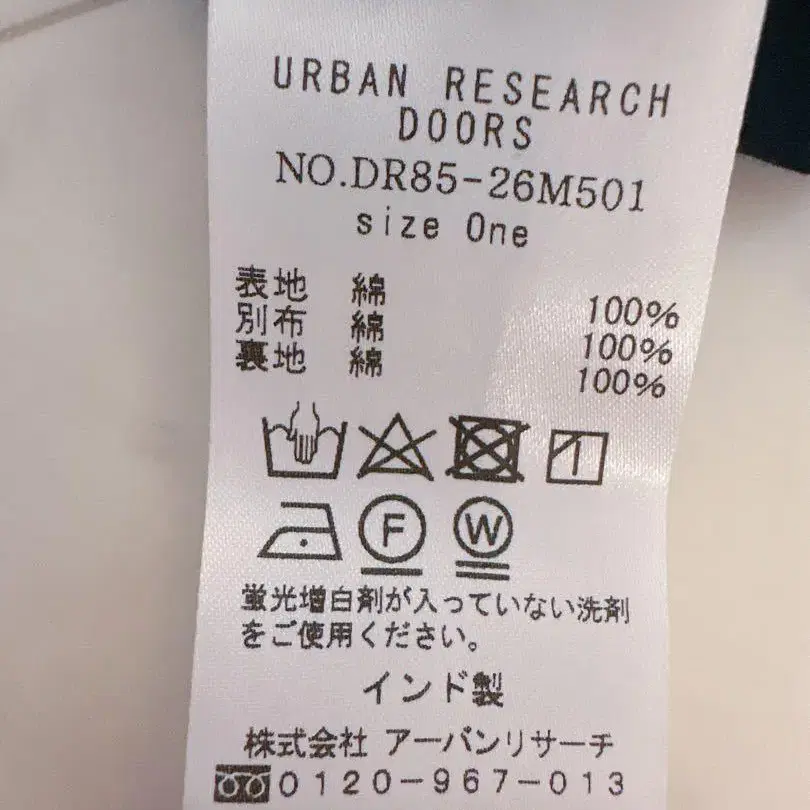 URBAN RESEARCH
DOORS
NO.DR85-26M501
size One
表地 綿 100%
別布 綿 100%
裏地 綿 100%
F W
蛍光増白剤が入っていない洗剤
をご使用ください。
インド製
株式会社 アーバンリサーチ
0120-967-013